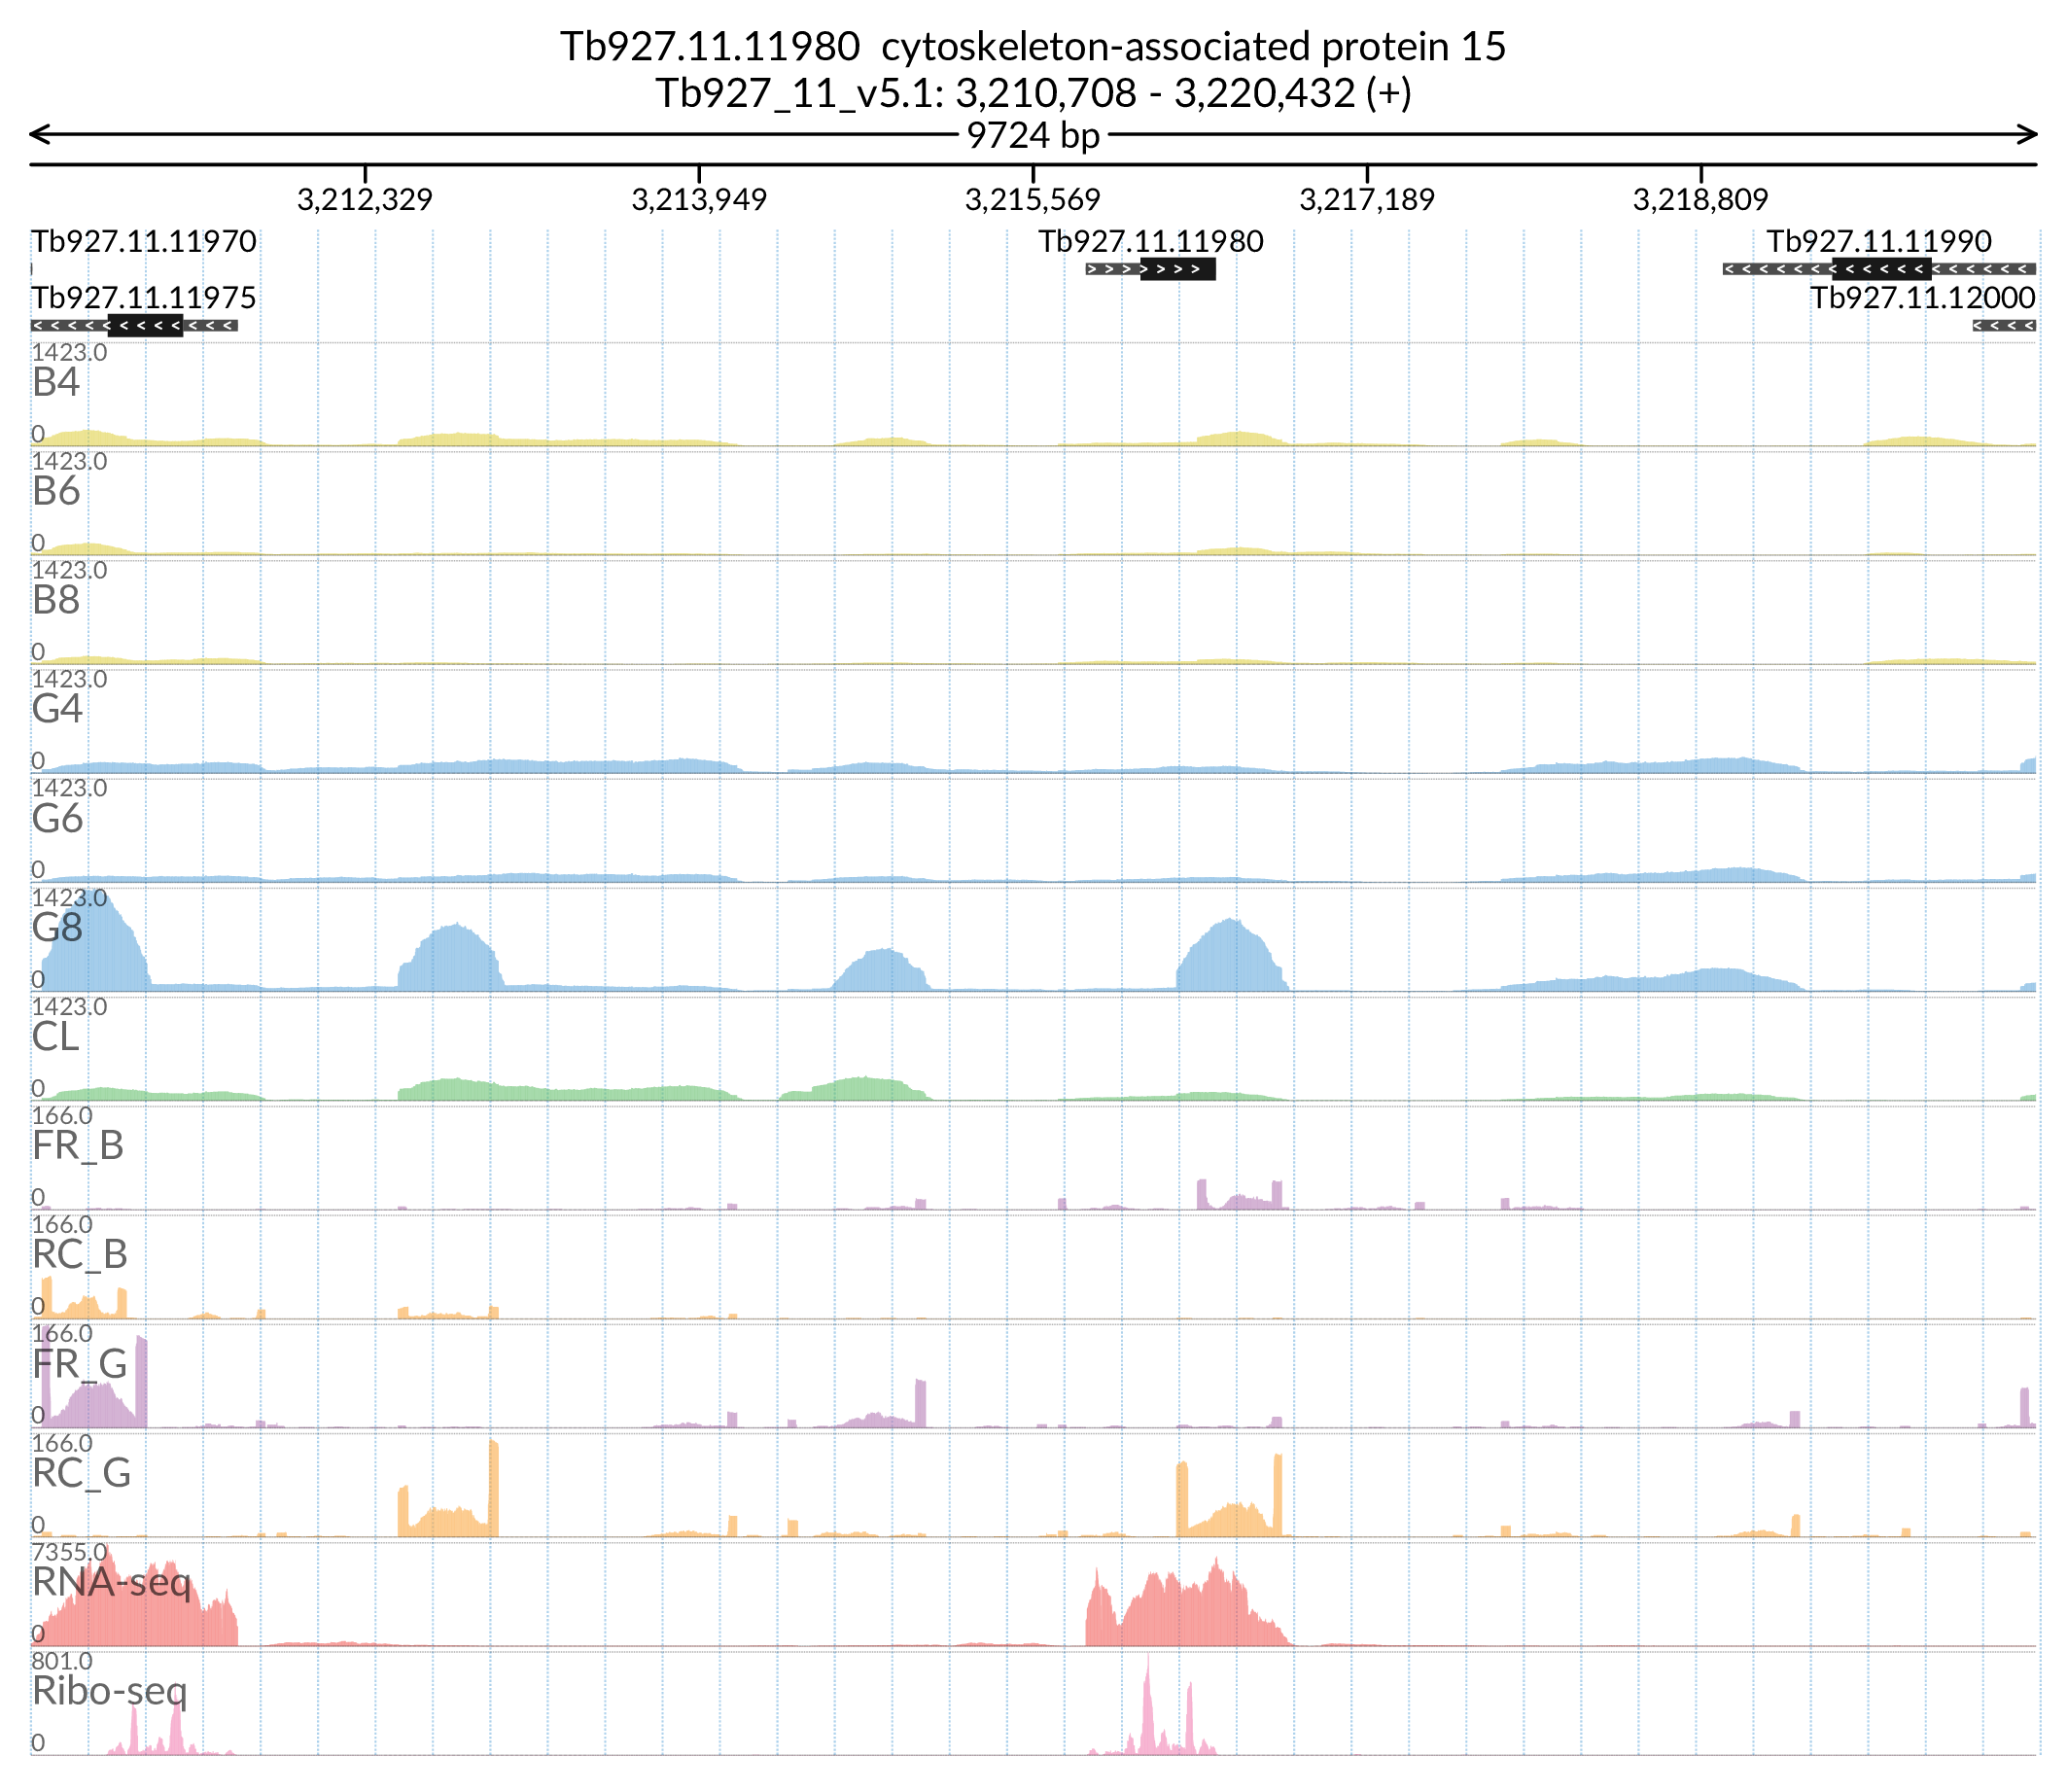 Tb927.11.11980 cytoskeleton-associated protein 15
Tb927_11_v5.1: 3,210,708 - 3,220,432 (+)
9724 bp
3,212,329 3,213,949 3,215,569 3,217,189 3,218,809
Tb927.11.11970 Tb927.11.11980 Tb927.11.11990
Tb927.11.11975 Tb927.11.12000
1423.0
B4
0
1423.0
B6
0
1423.0
B8
0
1423.0
G4
0
1423.0
G6
0
1423.0
G8
0
1423.0
CL
0
166.0
FR_B
0
166.0
RC_B
0
166.0
FR_G
0
166.0
RC_G
0
7355.0
RNA-seq
0
801.0
Ribo-seq
0